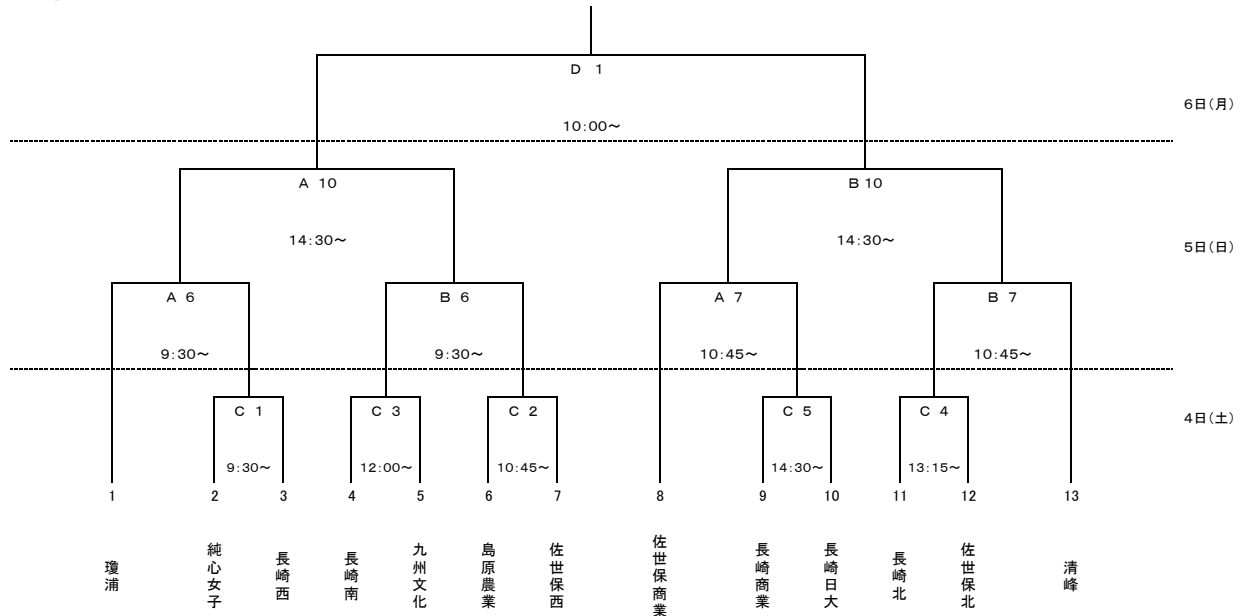 D 1
6日(月)
10:00～
A 10
B 10
14:30～
14:30～
5日(日)
A 6
B 6
A 7
B 7
9:30～
9:30～
10:45～
10:45～
C 1
C 3
C 2
C 5
C 4
4日(土)
9:30～
12:00～
10:45～
14:30～
13:15～
1
2
3
4
5
6
7
8
9
10
11
12
13
瓊浦
純心女子
長崎西
長崎南
九州文化
島原農業
佐世保西
佐世保商業
長崎商業
長崎日大
長崎北
佐世保北
清峰